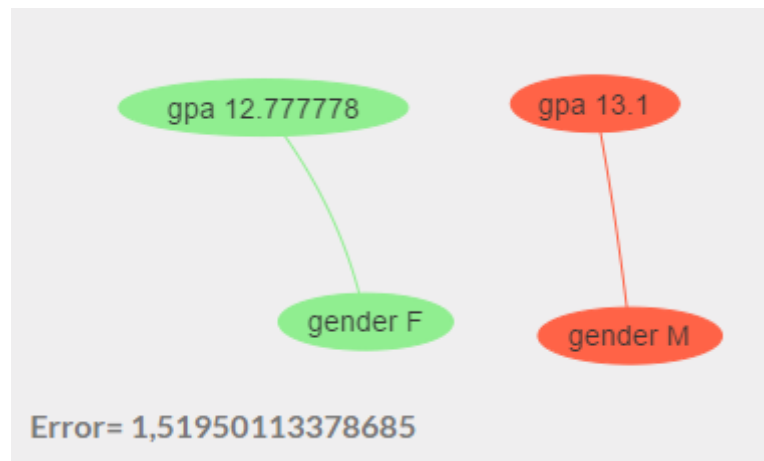 gpa 12.777778
gpa 13.1
gender F
gender M
Error= 1,51950113378685